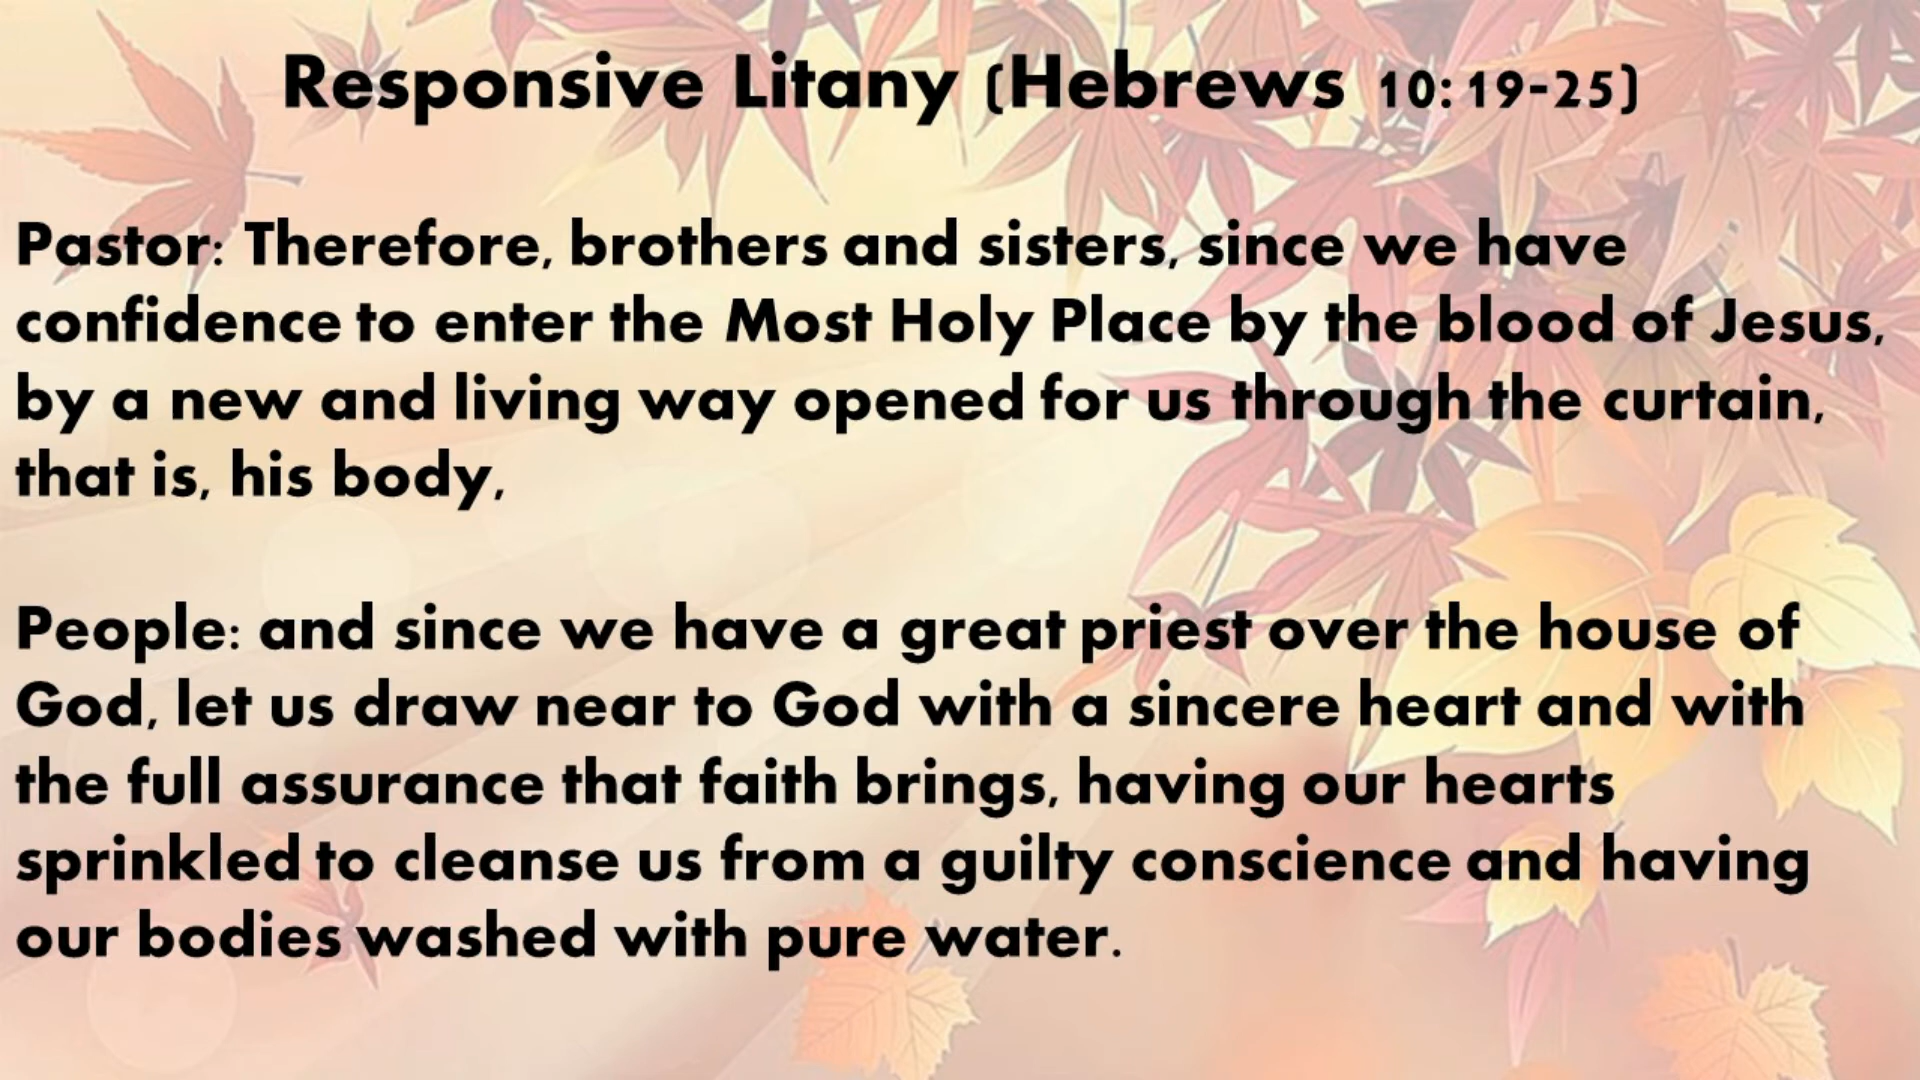 Responsive Litany (Hebrews 10:19-25)
Pastor: Therefore, brothers and sisters, since we have
confidence to enter the Most Holy Place by the blood of Jesus,
by a new and living way opened for us through the curtain,
that is, his body,
People: and since we have a great priest over the house of
God, let us draw near to God with a sincere heart and with
the full assurance that faith brings, having our hearts
sprinkled to cleanse us from a guilty conscience and having
our bodies washed with pure water.